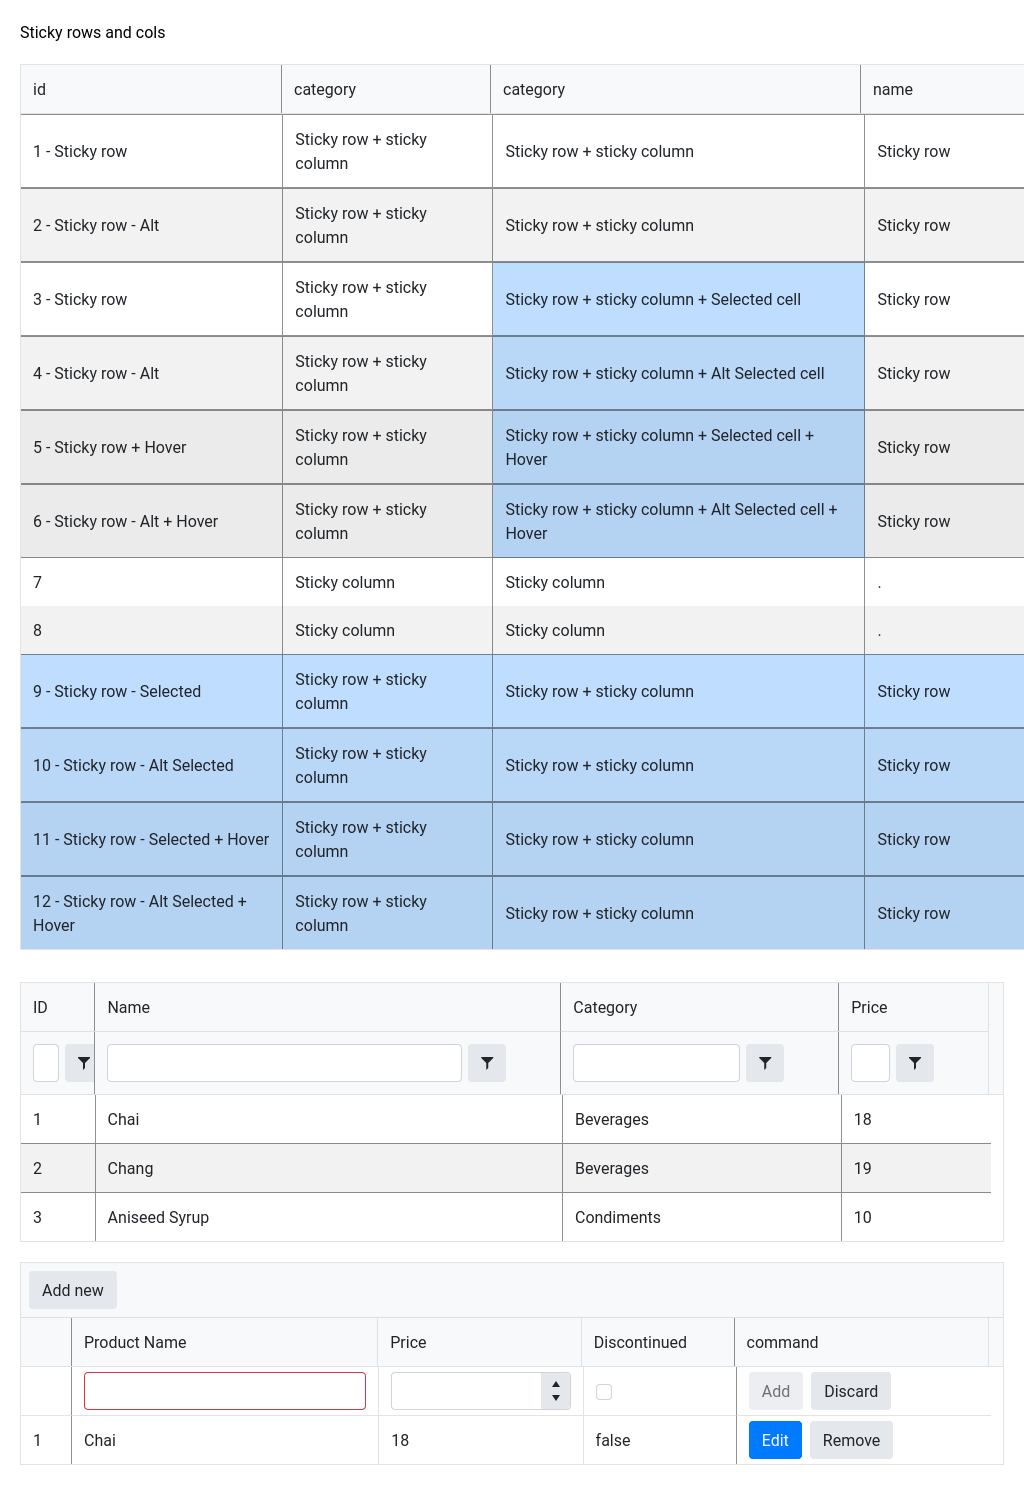 Sticky rows and cols
id category category name
1 - Sticky row Sticky row + sticky column Sticky row + sticky column Sticky row
2 - Sticky row - Alt Sticky row + sticky column Sticky row + sticky column Sticky row
3 - Sticky row Sticky row + sticky column Sticky row + sticky column + Selected cell Sticky row
4 - Sticky row - Alt Sticky row + sticky column Sticky row + sticky column + Alt Selected cell Sticky row
5 - Sticky row + Hover Sticky row + sticky column Sticky row + sticky column + Selected cell + Hover Sticky row
6 - Sticky row - Alt + Hover Sticky row + sticky column Sticky row + sticky column + Alt Selected cell + Hover Sticky row
7 Sticky column Sticky column .
8 Sticky column Sticky column .
9 - Sticky row - Selected Sticky row + sticky column Sticky row + sticky column Sticky row
10 - Sticky row - Alt Selected Sticky row + sticky column Sticky row + sticky column Sticky row
11 - Sticky row - Selected + Hover Sticky row + sticky column Sticky row + sticky column Sticky row
12 - Sticky row - Alt Selected + Hover Sticky row + sticky column Sticky row + sticky column Sticky row
ID Name Category Price
1 Chai Beverages 18
2 Chang Beverages 19
3 Aniseed Syrup Condiments 10
Add new
Product Name Price Discontinued command
Add Discard
1 Chai 18 false Edit Remove